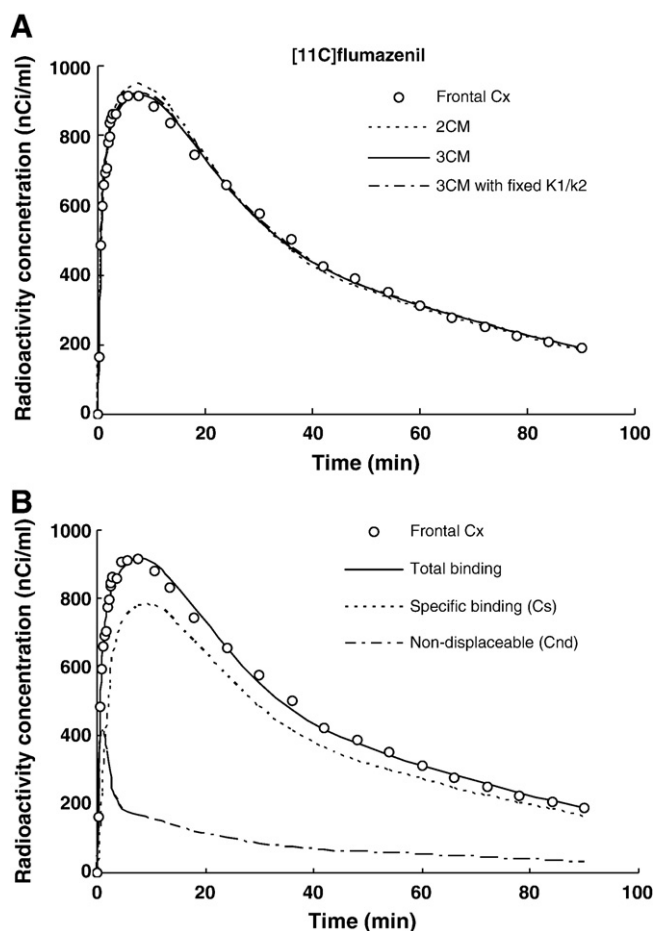 A
[11C]flumazenil
Radioactivity concnetration (nCi/ml)
1000
800
600
400
200
0
Frontal Cx
2CM
3CM
3CM with fixed K1/k2
0 20 40 60 80 100
Time (min)
B
Radioactivity concentration (nCi/ml)
1000
800
600
400
200
0
Frontal Cx
Total binding
Specific binding (Cs)
Non-displaceable (Cnd)
0 20 40 60 80 100
Time (min)